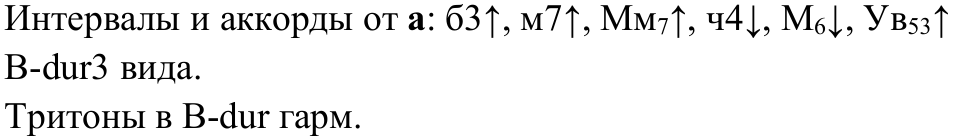 Интервалы и аккорды от а: б3↑, м7↑, Мм₇↑, ч4↓, М₆↓, Ув₅₃↑
B-dur3 вида.
Тритоны в B-dur гарм.